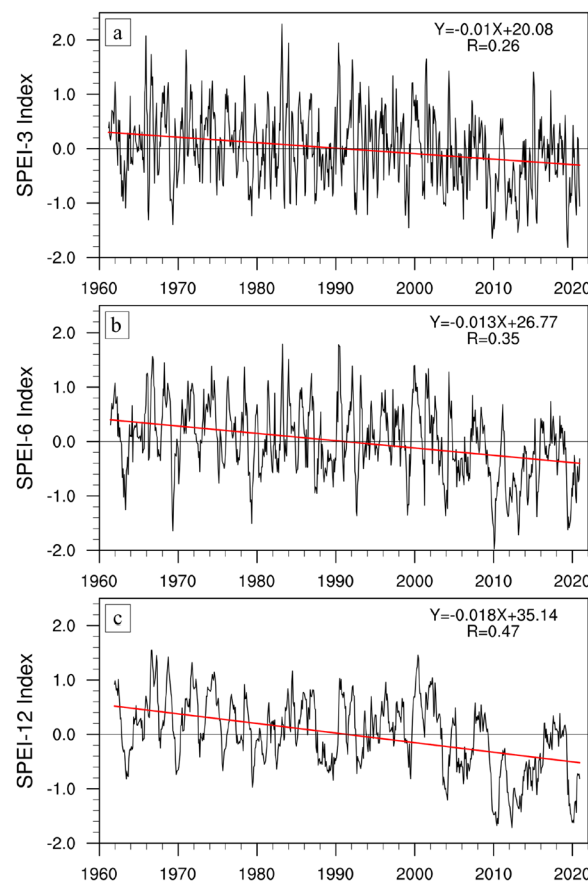 a
Y=-0.01X+20.08
R=0.26
SPEI-3 Index
2.0
1.0
0.0
-1.0
-2.0
1960 1970 1980 1990 2000 2010 2020
b
Y=-0.013X+26.77
R=0.35
SPEI-6 Index
2.0
1.0
0.0
-1.0
-2.0
1960 1970 1980 1990 2000 2010 2020
c
Y=-0.018X+35.14
R=0.47
SPEI-12 Index
2.0
1.0
0.0
-1.0
-2.0
1960 1970 1980 1990 2000 2010 2020